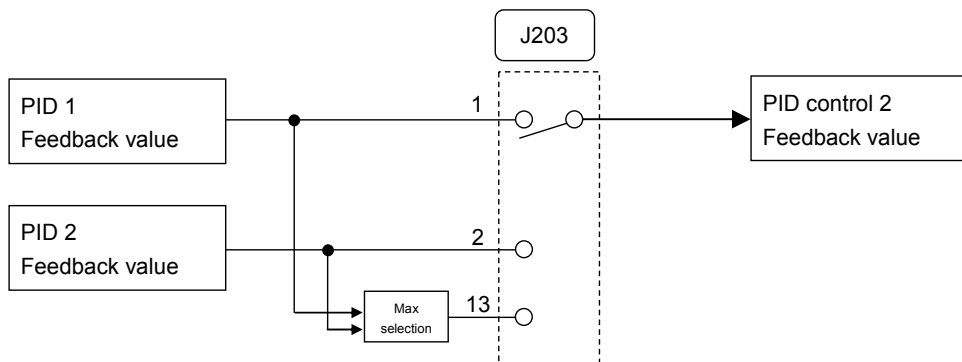 J203
PID 1
Feedback value
1
PID control 2
Feedback value
PID 2
Feedback value
2
Max
selection
13